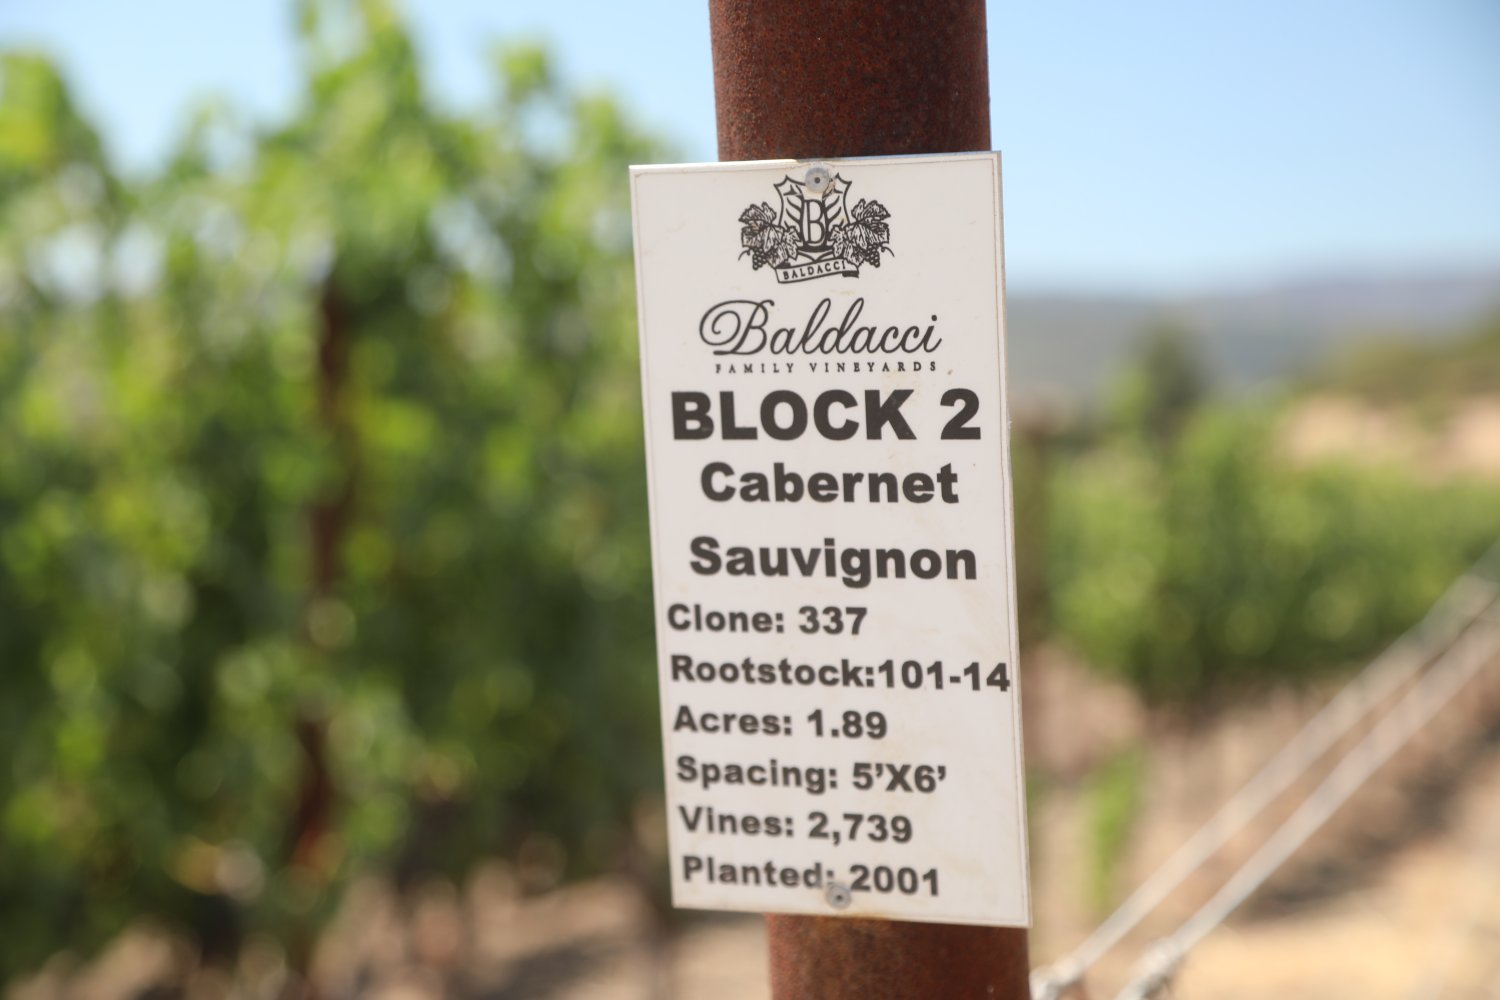 B
BALDACCI
Baldacci
FAMILY VINEYARDS
BLOCK 2
Cabernet
Sauvignon
Clone: 337
Rootstock:101-14
Acres: 1.89
Spacing: 5’X6’
Vines: 2,739
Planted: 2001